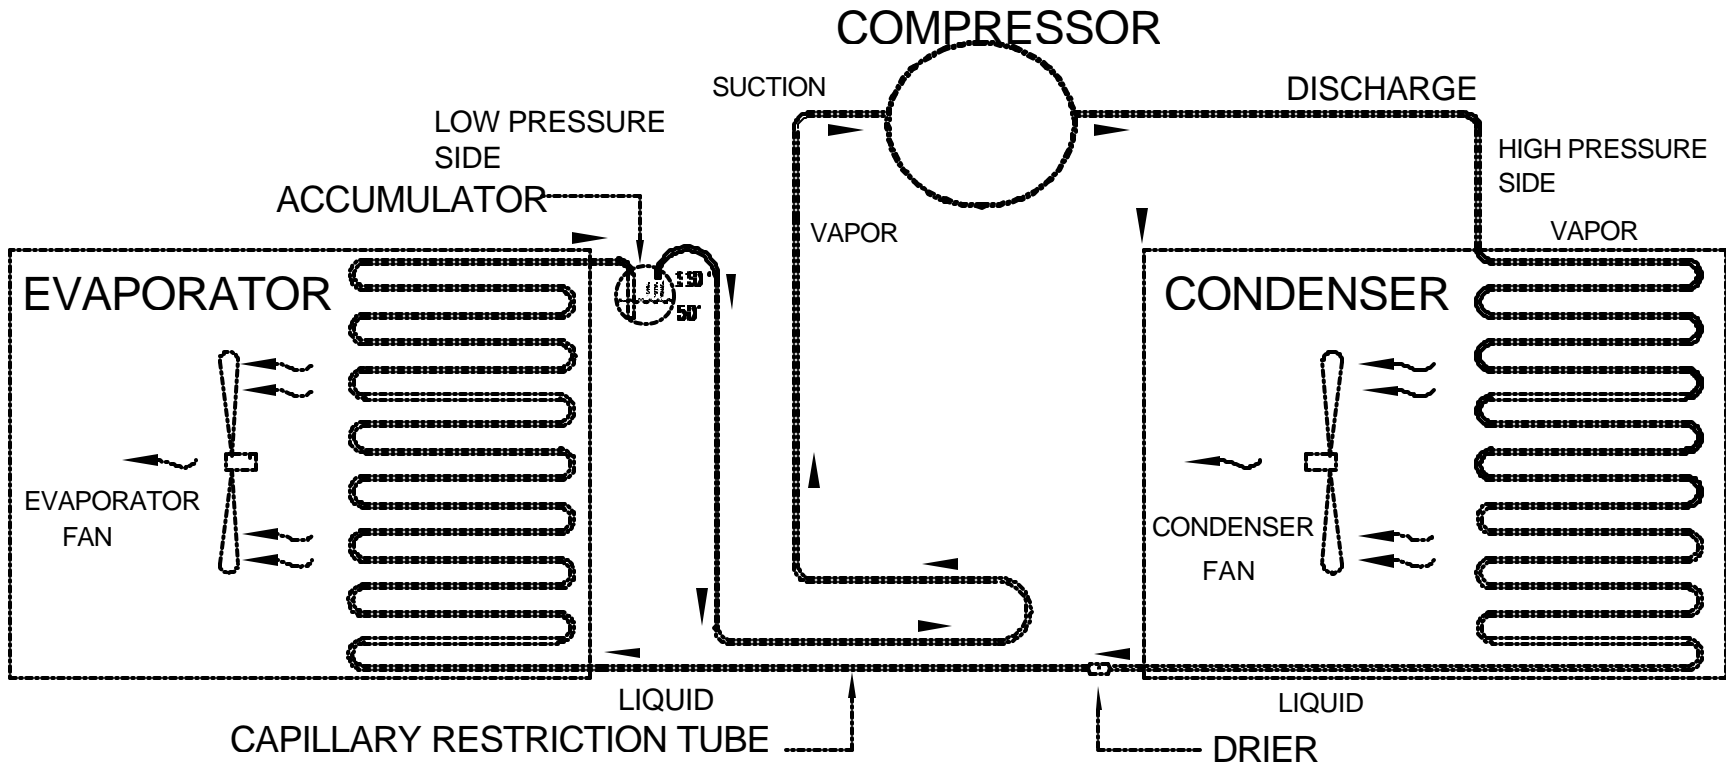 COMPRESSOR
SUCTION
DISCHARGE
LOW PRESSURE
SIDE
HIGH PRESSURE
SIDE
ACCUMULATOR
VAPOR
VAPOR
EVAPORATOR
50°
CONDENSER
EVAPORATOR
FAN
CONDENSER
FAN
LIQUID
LIQUID
CAPILLARY RESTRICTION TUBE
DRIER